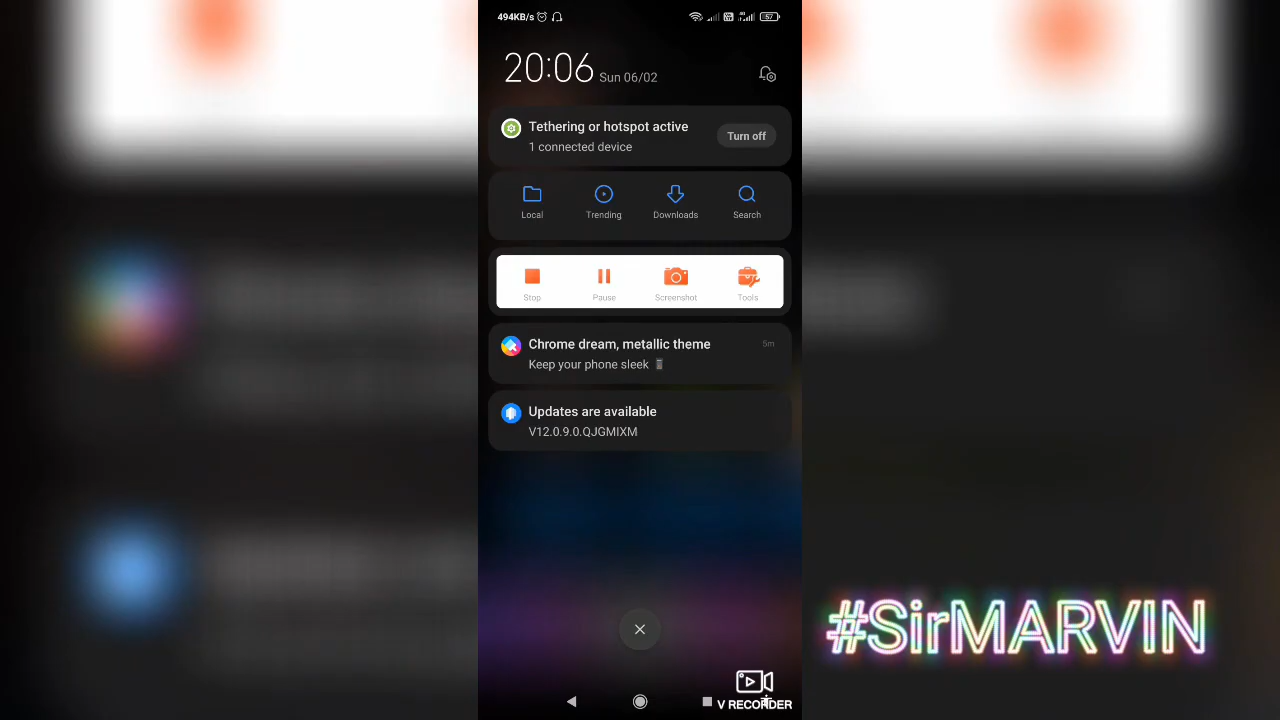 494KB/s
57
20:06 Sun 06/02
Tethering or hotspot active
1 connected device
Turn off
Local
Trending
Downloads
Search
Stop
Pause
Screenshot
Tools
Chrome dream, metallic theme
5m
Keep your phone sleek
Updates are available
V12.0.9.0.QJGMIXM
#SirMARVIN
V RECORDER